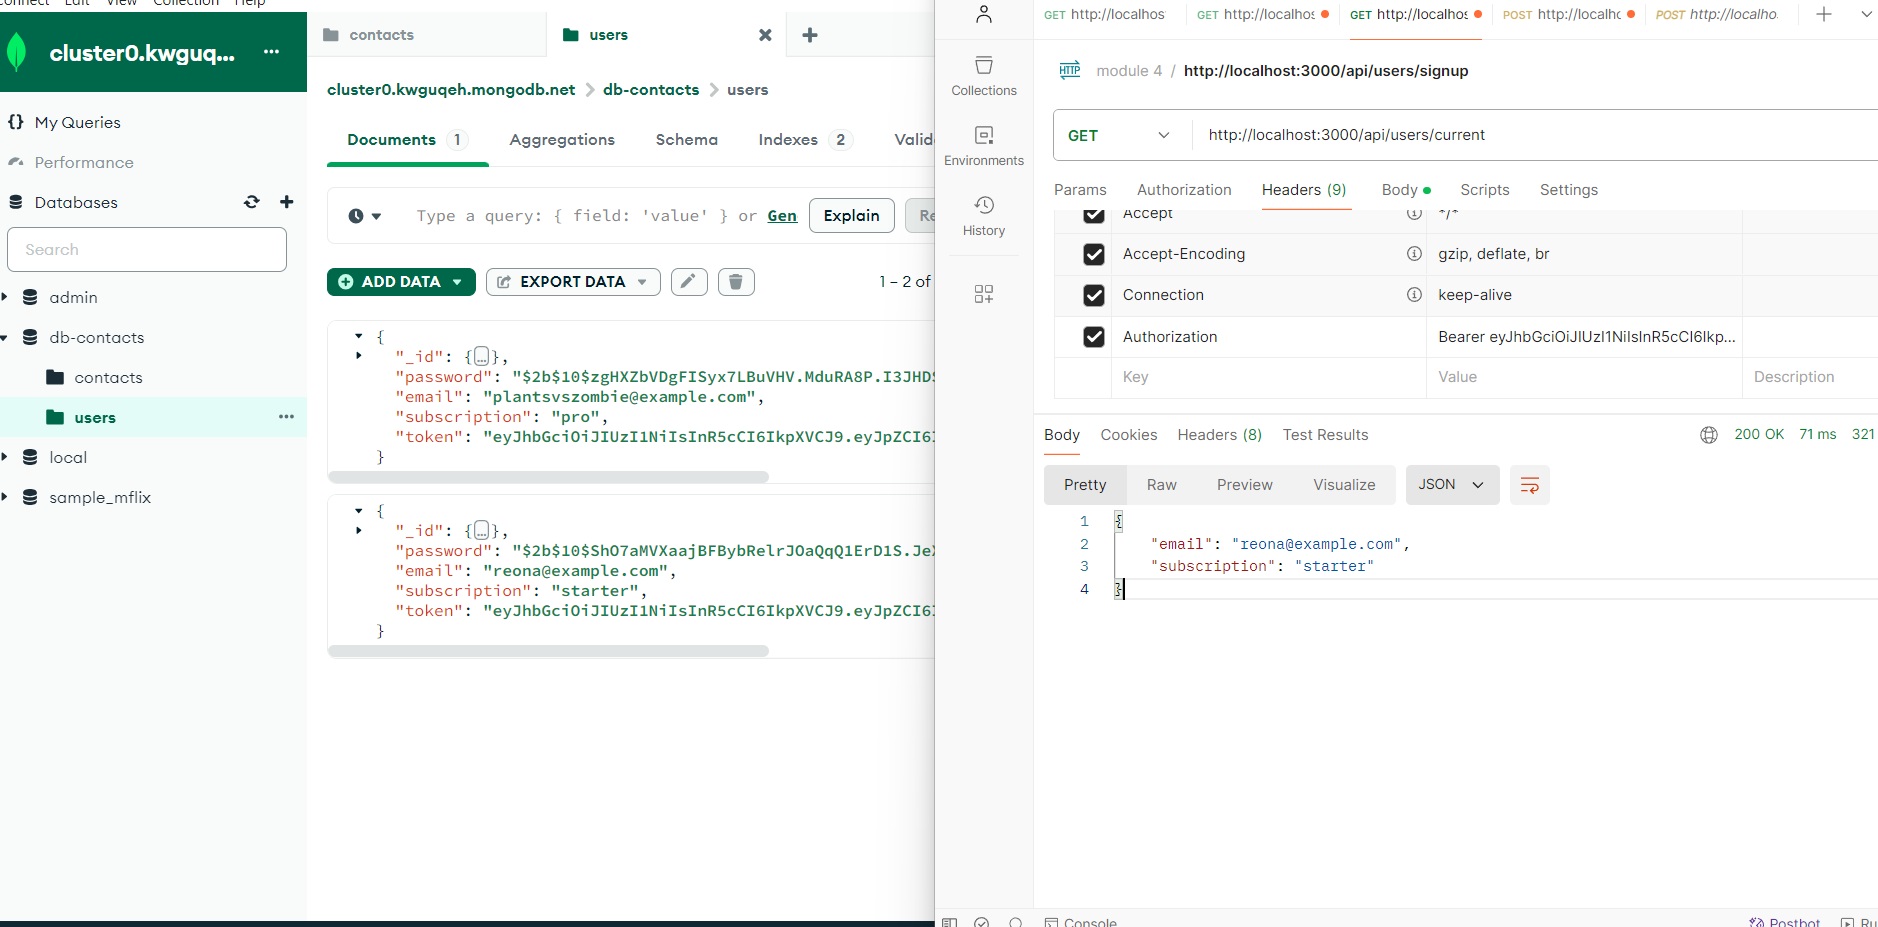 Edit View Collection Help
cluster0.kwguq...
My Queries
Performance
Databases
Search
admin
db-contacts
contacts
users
local
sample_mflix
contacts
users
cluster0.kwguqeh.mongodb.net > db-contacts > users
Documents 1 Aggregations Schema Indexes 2 Valid
Type a query: { field: 'value' } or Gen Explain Re
ADD DATA EXPORT DATA 1 – 2 of
{
"_id": {…},
"password": "$2b$10$zgHXZbVDgFISyx7LBuVHV.MduRA8P.I3JHD
"email": "plantsvszombie@example.com",
"subscription": "pro",
"token": "eyJhbGciOiJIUzI1NiIsInR5cCI6IkpXVCJ9.eyJpZCI6I
}
{
"_id": {…},
"password": "$2b$10$ShO7aMVXaajBFBybRelrJOaQqQ1ErD1S.Je
"email": "reona@example.com",
"subscription": "starter",
"token": "eyJhbGciOiJIUzI1NiIsInR5cCI6IkpXVCJ9.eyJpZCI6I
}
Collections
Environments
History
GET http://localhos GET http://localhos GET http://localhos POST http://localhc POST http://localho
HTTP module 4 / http://localhost:3000/api/users/signup
GET http://localhost:3000/api/users/current
Params Authorization Headers (9) Body Scripts Settings
Accept */*
Accept-Encoding gzip, deflate, br
Connection keep-alive
Authorization Bearer eyJhbGciOiJIUzI1NiIsInR5cCI6Ikp...
Key Value Description
Body Cookies Headers (8) Test Results 200 OK 71 ms 321
Pretty Raw Preview Visualize JSON
1 {
2 "email": "reona@example.com",
3 "subscription": "starter"
4 }
Console Postbot Ru